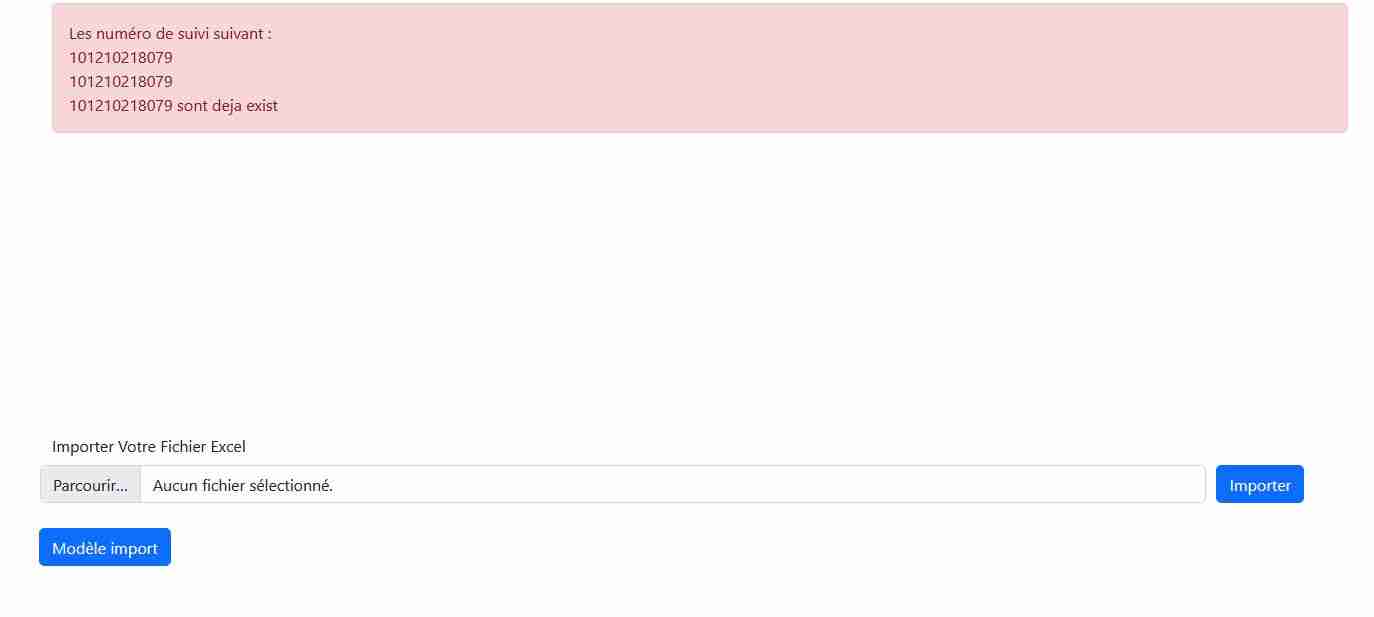 Les numéro de suivi suivant :
101210218079
101210218079
101210218079 sont deja exist
Importer Votre Fichier Excel
Parcourir... Aucun fichier sélectionné. Importer
Modèle import